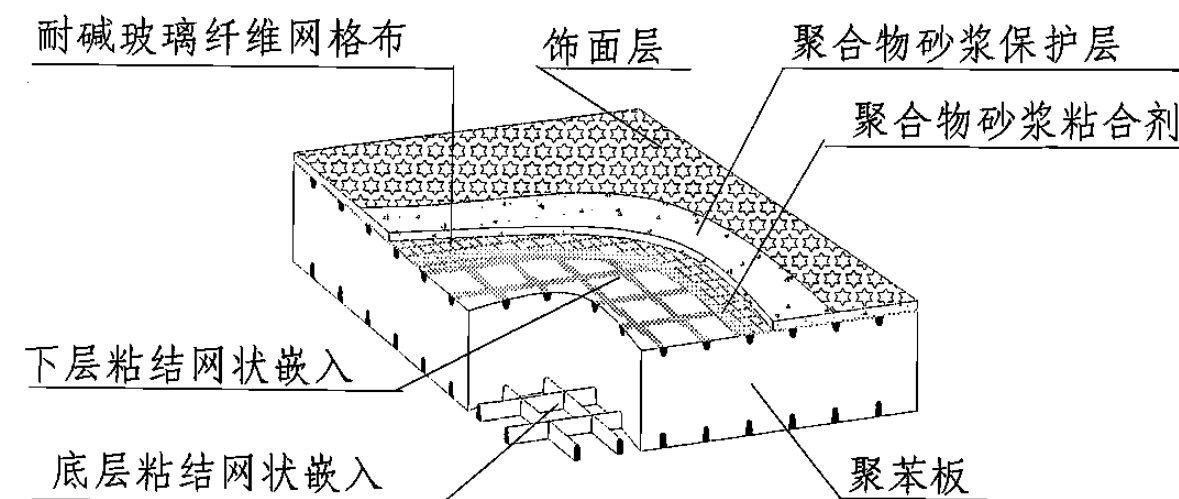 耐碱玻璃纤维网格布
饰面层
聚合物砂浆保护层
聚合物砂浆粘合剂
下层粘结网状嵌入
底层粘结网状嵌入
聚苯板